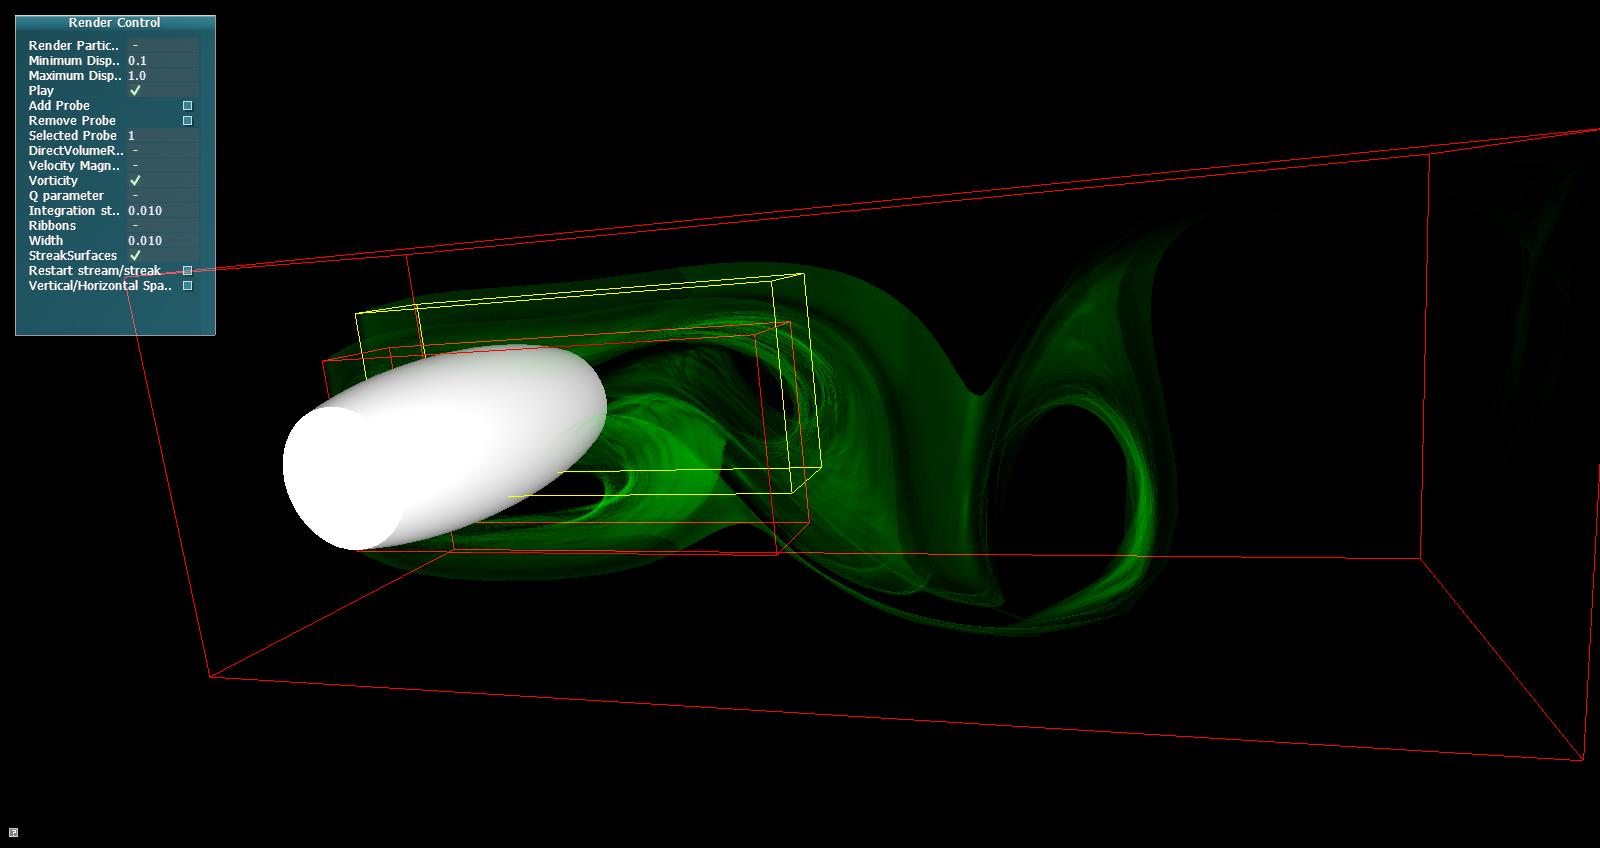 Render Control
Render Partic.. -
Minimum Disp.. 0.1
Maximum Disp.. 1.0
Play
Add Probe
Remove Probe
Selected Probe 1
DirectVolumeR.. -
Velocity Magn.. -
Vorticity
Q parameter -
Integration st.. 0.010
Ribbons -
Width 0.010
StreakSurfaces
Restart stream/streak
Vertical/Horizontal Spa..
?